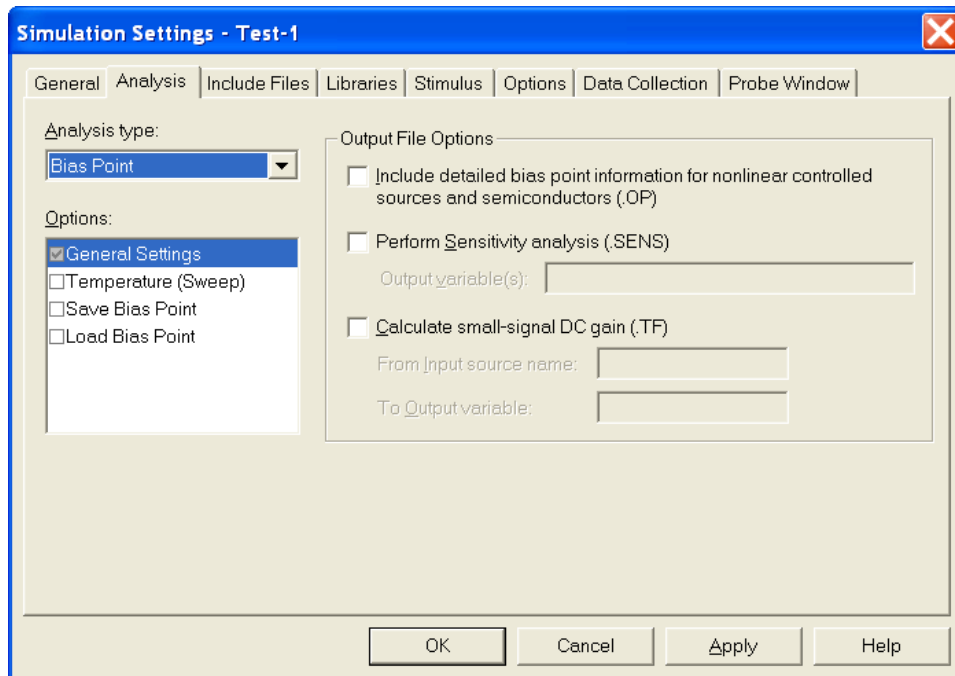 Simulation Settings - Test-1
General Analysis Include Files Libraries Stimulus Options Data Collection Probe Window
Analysis type:
Bias Point
Options:
General Settings
Temperature (Sweep)
Save Bias Point
Load Bias Point
Output File Options
Include detailed bias point information for nonlinear controlled
sources and semiconductors (.OP)
Perform Sensitivity analysis (.SENS)
Output variable(s):
Calculate small-signal DC gain (.TF)
From Input source name:
To Output variable:
OK Cancel Apply Help